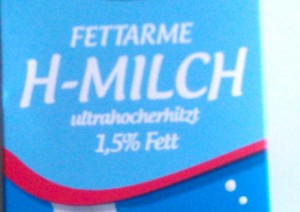 FETTARME
H-MILCH
ultrahocherhitzt
1,5% Fett